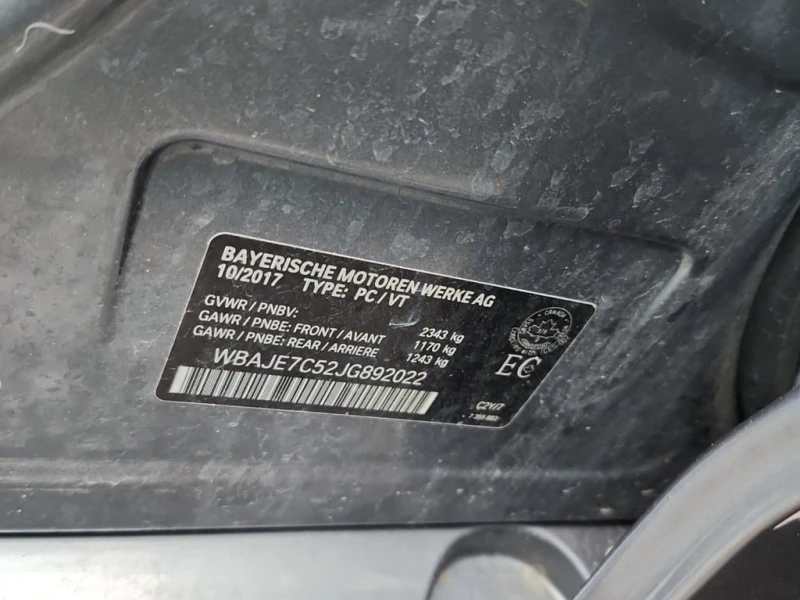 BAYERISCHE MOTOREN WERKE AG
10/2017 TYPE: PC / VT
GVWR / PNBV: 2343 kg
GAWR / PNBE: FRONT / AVANT 1170 kg
GAWR / PNBE: REAR / ARRIERE 1243 kg
WBAJE7C52JG892022
EC
CANADA